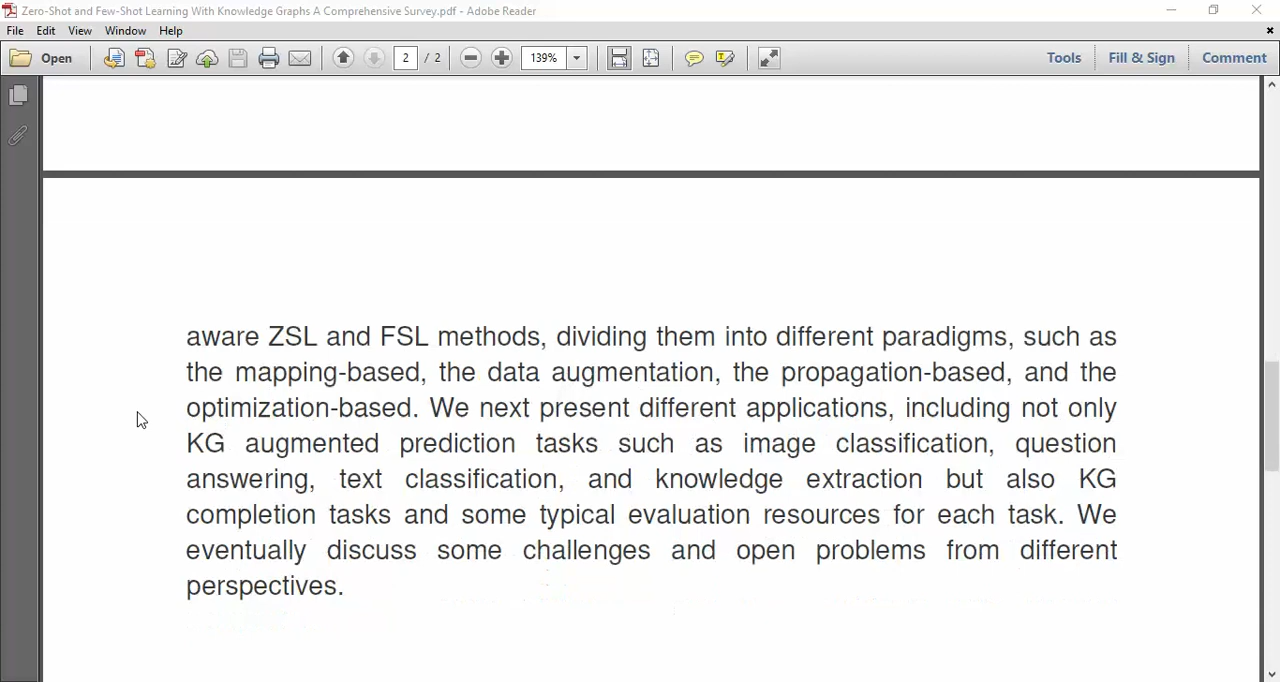 Zero-Shot and Few-Shot Learning With Knowledge Graphs A Comprehensive Survey.pdf - Adobe Reader
File Edit View Window Help
Open 2 / 2 139% Tools Fill & Sign Comment
aware ZSL and FSL methods, dividing them into different paradigms, such as
the mapping-based, the data augmentation, the propagation-based, and the
optimization-based. We next present different applications, including not only
KG augmented prediction tasks such as image classification, question
answering, text classification, and knowledge extraction but also KG
completion tasks and some typical evaluation resources for each task. We
eventually discuss some challenges and open problems from different
perspectives.